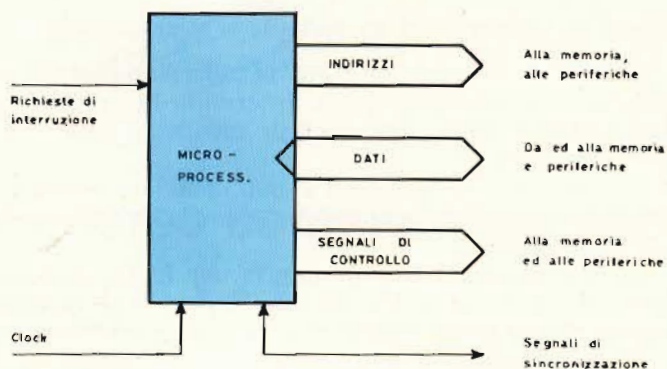 INDIRIZZI
Alla memoria,
alle periferiche
Richieste di
interruzione
MICRO -
PROCESS.
DATI
Da ed alla memoria
e periferiche
SEGNALI DI
CONTROLLO
Alla memoria
ed alle periferiche
Clock
Segnali di
sincronizzazione